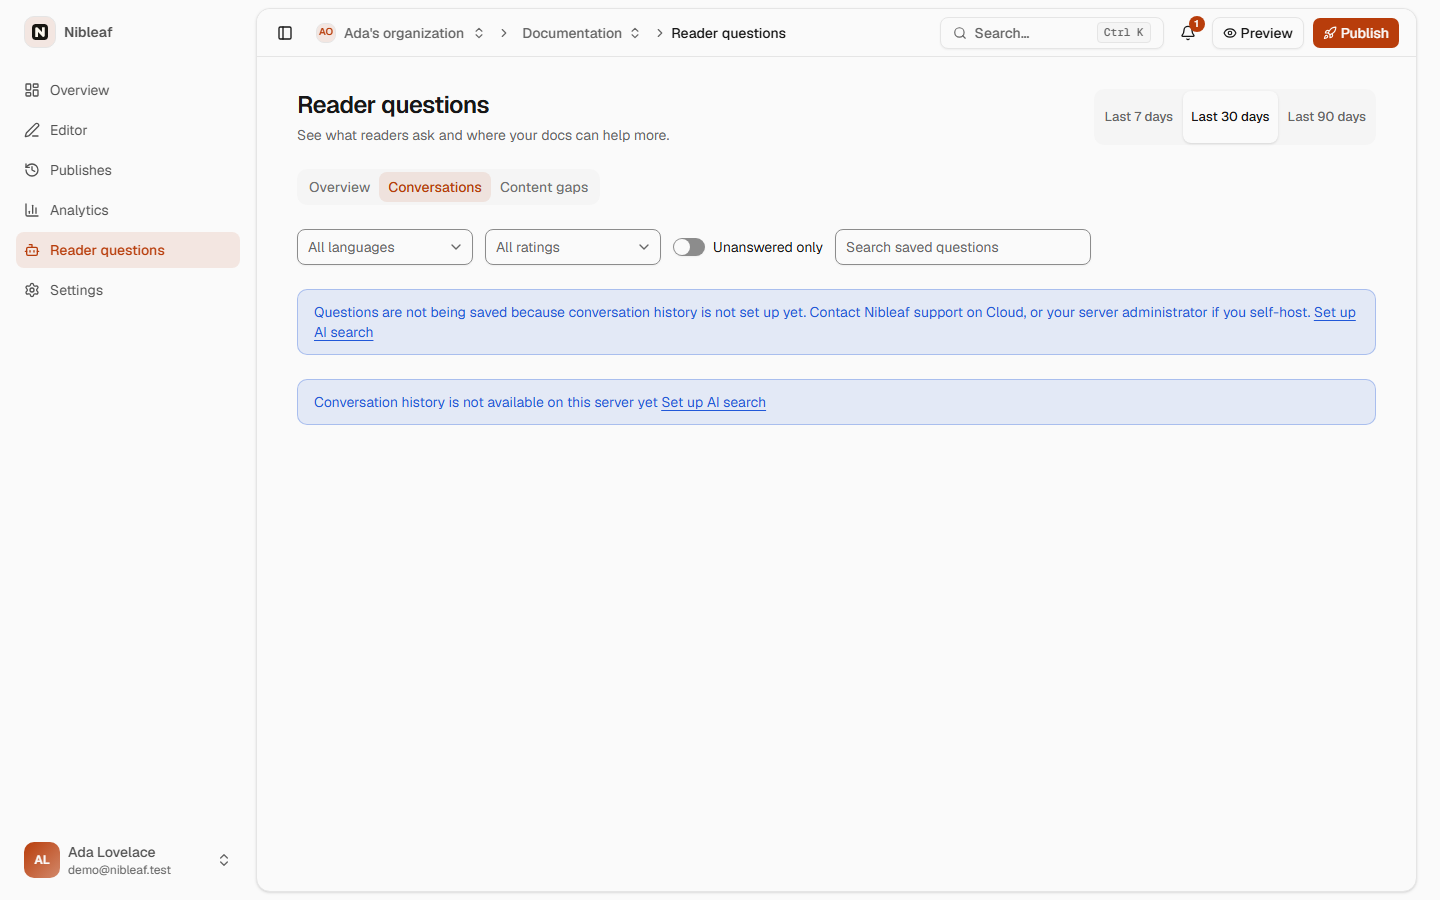 Nibleaf
Overview
Editor
Publishes
Analytics
Reader questions
Settings
AL
Ada Lovelace
demo@nibleaf.test
AO Ada's organization
Documentation
Reader questions
Search...
Ctrl K
1
Preview
Publish
Reader questions
See what readers ask and where your docs can help more.
Last 7 days
Last 30 days
Last 90 days
Overview
Conversations
Content gaps
All languages
All ratings
Unanswered only
Search saved questions
Questions are not being saved because conversation history is not set up yet. Contact Nibleaf support on Cloud, or your server administrator if you self-host. Set up
AI search
Conversation history is not available on this server yet Set up AI search